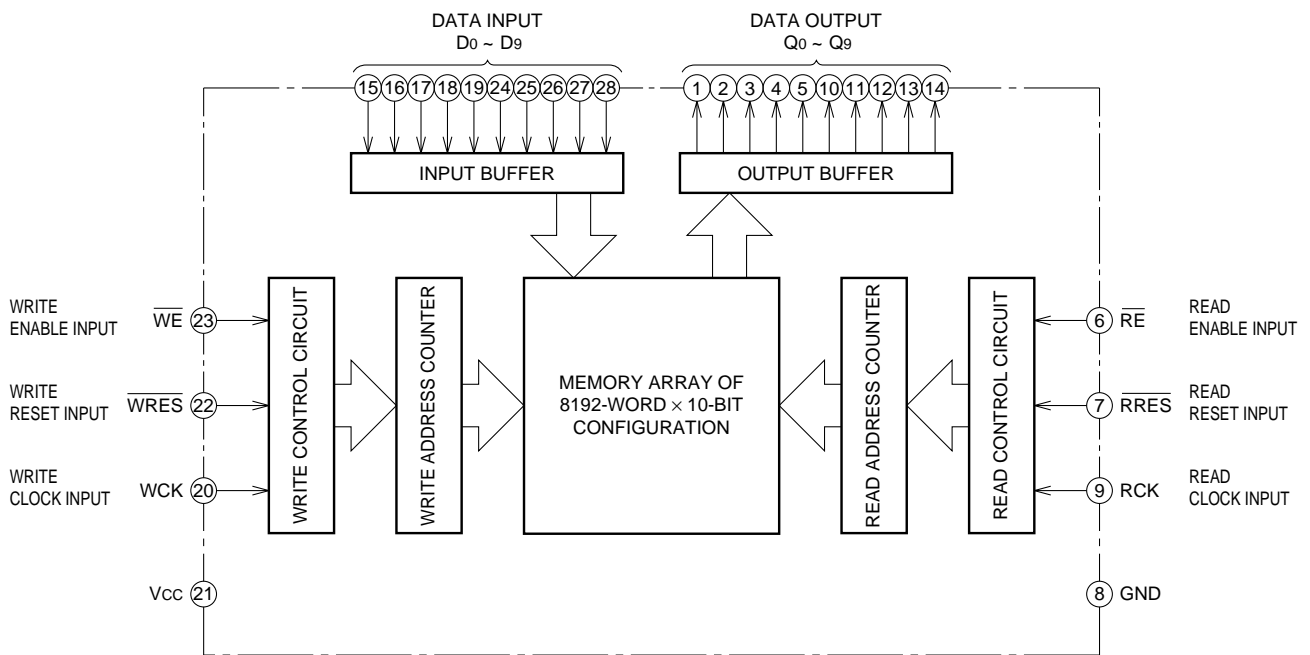 DATA INPUT
D0 ~ D9
DATA OUTPUT
Q0 ~ Q9
15 16 17 18 19 24 25 26 27 28
1 2 3 4 5 10 11 12 13 14
INPUT BUFFER
OUTPUT BUFFER
WRITE
ENABLE INPUT
WE 23
WRITE
RESET INPUT
WRES 22
WRITE
CLOCK INPUT
WCK 20
VCC 21
WRITE CONTROL CIRCUIT
WRITE ADDRESS COUNTER
MEMORY ARRAY OF
8192-WORD × 10-BIT
CONFIGURATION
READ ADDRESS COUNTER
READ CONTROL CIRCUIT
6 RE
READ
ENABLE INPUT
7 RRES
READ
RESET INPUT
9 RCK
READ
CLOCK INPUT
8 GND